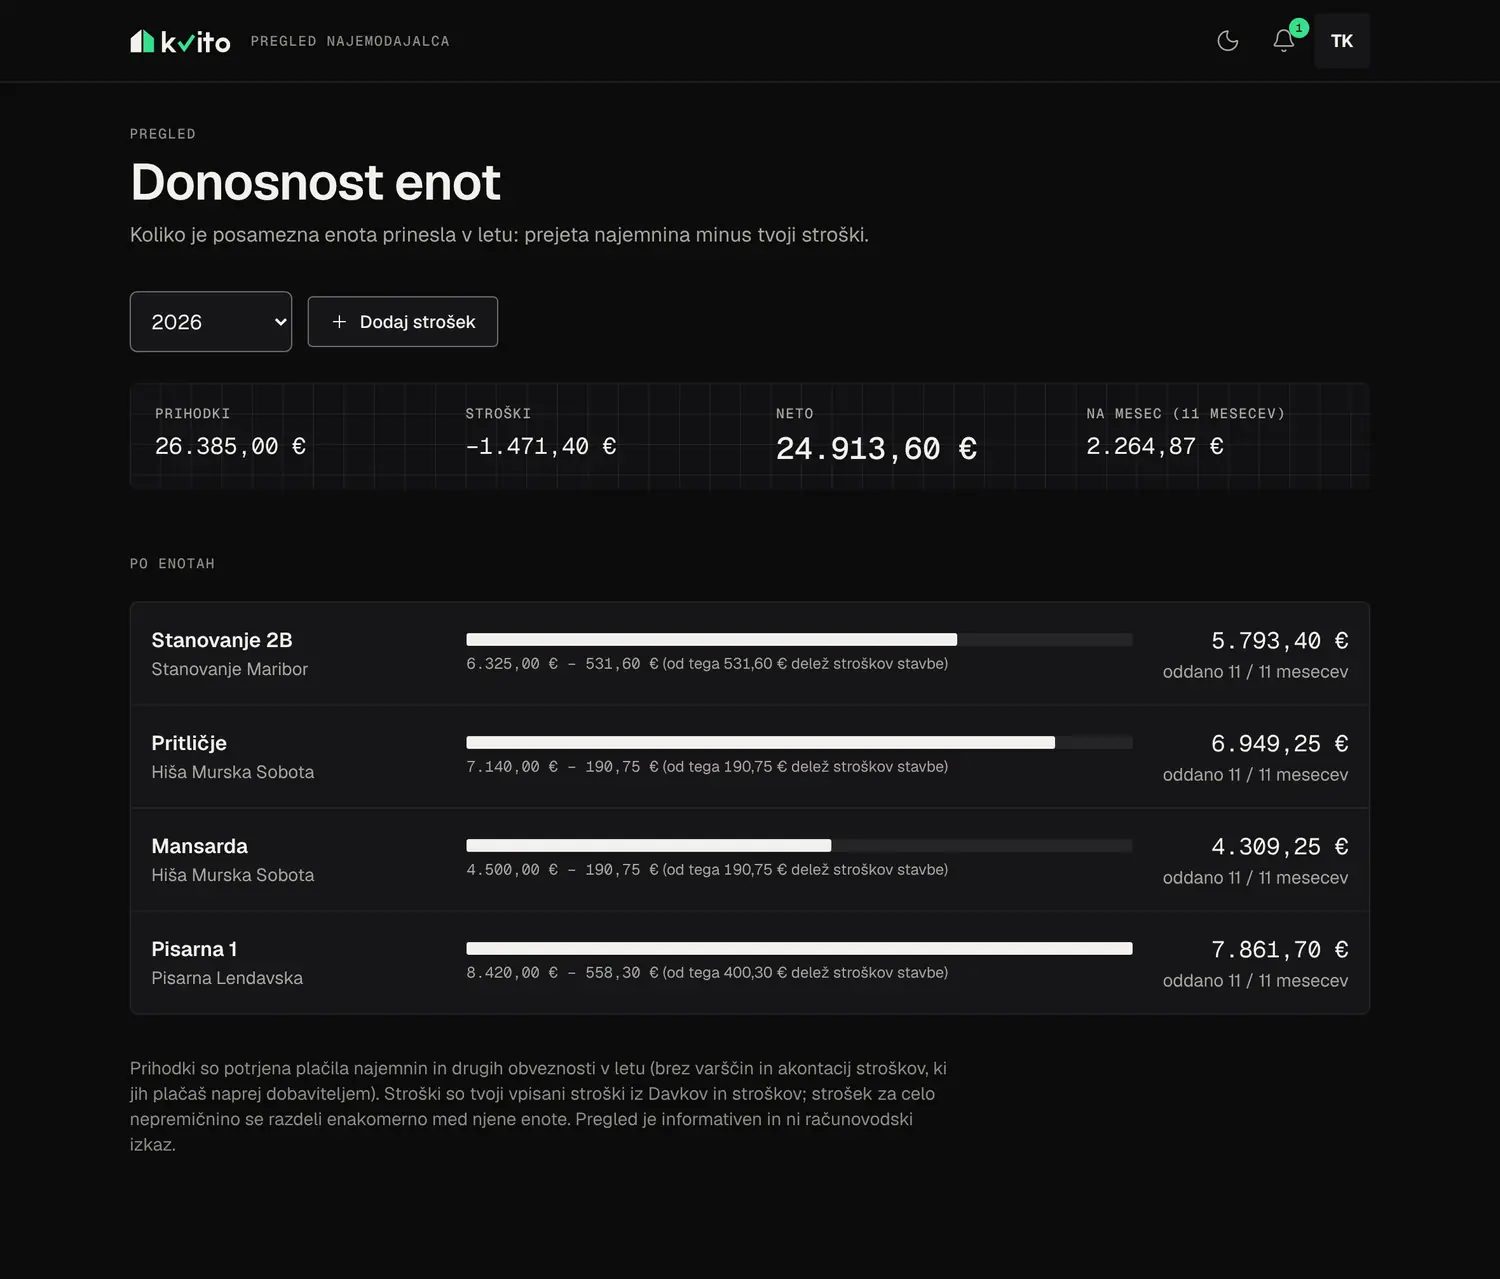 kvito PREGLED NAJEMODAJALCA
1
TK
PREGLED
Donosnost enot
Koliko je posamezna enota prinesla v letu: prejeta najemnina minus tvoji stroški.
2026
+ Dodaj strošek
PRIHODKI
26.385,00 €
STROŠKI
−1.471,40 €
NETO
24.913,60 €
NA MESEC (11 MESECEV)
2.264,87 €
PO ENOTAH
Stanovanje 2B
Stanovanje Maribor
6.325,00 € − 531,60 € (od tega 531,60 € delež stroškov stavbe)
5.793,40 €
oddano 11 / 11 mesecev
Pritličje
Hiša Murska Sobota
7.140,00 € − 190,75 € (od tega 190,75 € delež stroškov stavbe)
6.949,25 €
oddano 11 / 11 mesecev
Mansarda
Hiša Murska Sobota
4.500,00 € − 190,75 € (od tega 190,75 € delež stroškov stavbe)
4.309,25 €
oddano 11 / 11 mesecev
Pisarna 1
Pisarna Lendavska
8.420,00 € − 558,30 € (od tega 400,30 € delež stroškov stavbe)
7.861,70 €
oddano 11 / 11 mesecev
Prihodki so potrjena plačila najemnin in drugih obveznosti v letu (brez varščin in akontacij stroškov, ki
jih plačaš naprej dobaviteljem). Stroški so tvoji vpisani stroški iz Davkov in stroškov; strošek za celo
nepremičnino se razdeli enakomerno med njene enote. Pregled je informativen in ni računovodski
izkaz.